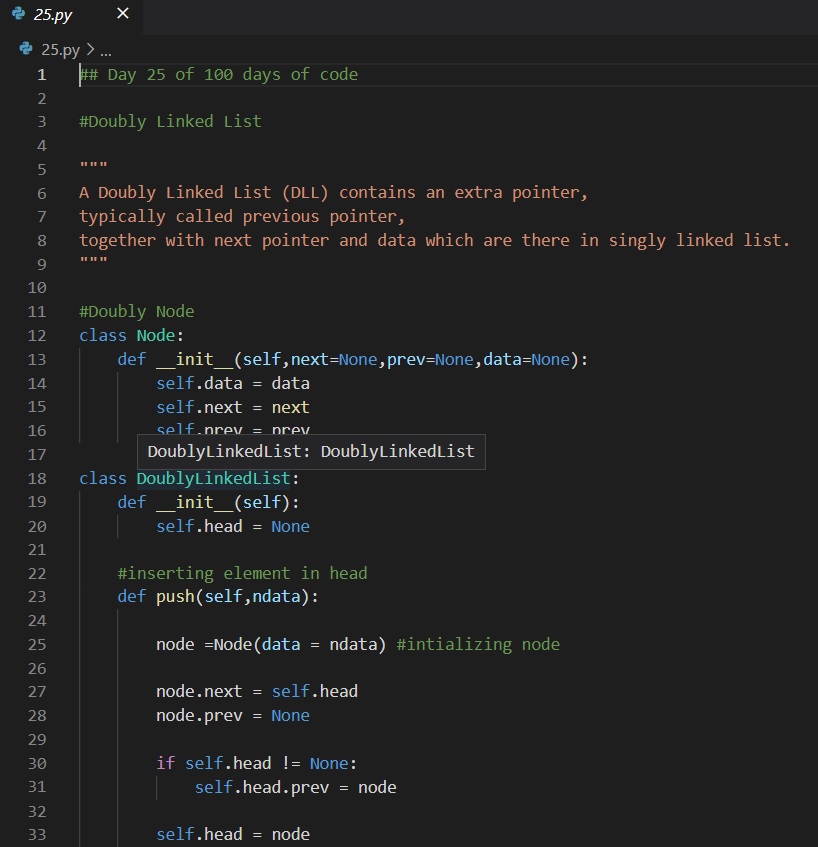 25.py
25.py > ...
1 ## Day 25 of 100 days of code
2
3 #Doubly Linked List
4
5 """
6 A Doubly Linked List (DLL) contains an extra pointer,
7 typically called previous pointer,
8 together with next pointer and data which are there in singly linked list.
9 """
10
11 #Doubly Node
12 class Node:
13     def __init__(self,next=None,prev=None,data=None):
14         self.data = data
15         self.next = next
16         self.prev = prev
17 DoublyLinkedList: DoublyLinkedList
18 class DoublyLinkedList:
19     def __init__(self):
20         self.head = None
21
22     #inserting element in head
23     def push(self,ndata):
24
25         node =Node(data = ndata) #intializing node
26
27         node.next = self.head
28         node.prev = None
29
30         if self.head != None:
31             self.head.prev = node
32
33         self.head = node